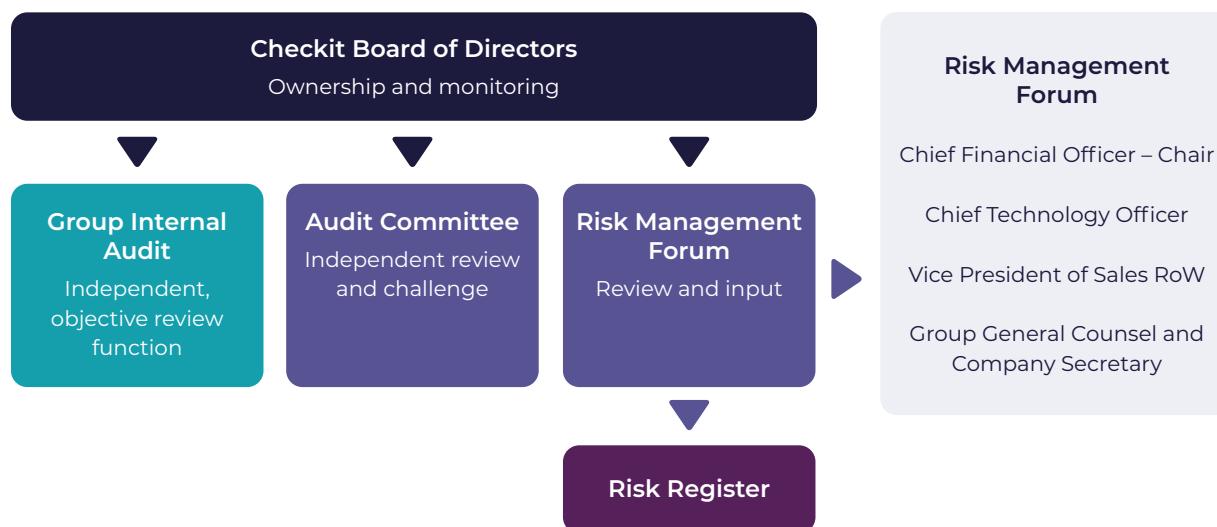 Checkit Board of Directors
Ownership and monitoring
Group Internal
Audit
Independent,
objective review
function
Audit Committee
Independent review
and challenge
Risk Management
Forum
Review and input
Risk Register
Risk Management
Forum
Chief Financial Officer – Chair
Chief Technology Officer
Vice President of Sales RoW
Group General Counsel and
Company Secretary